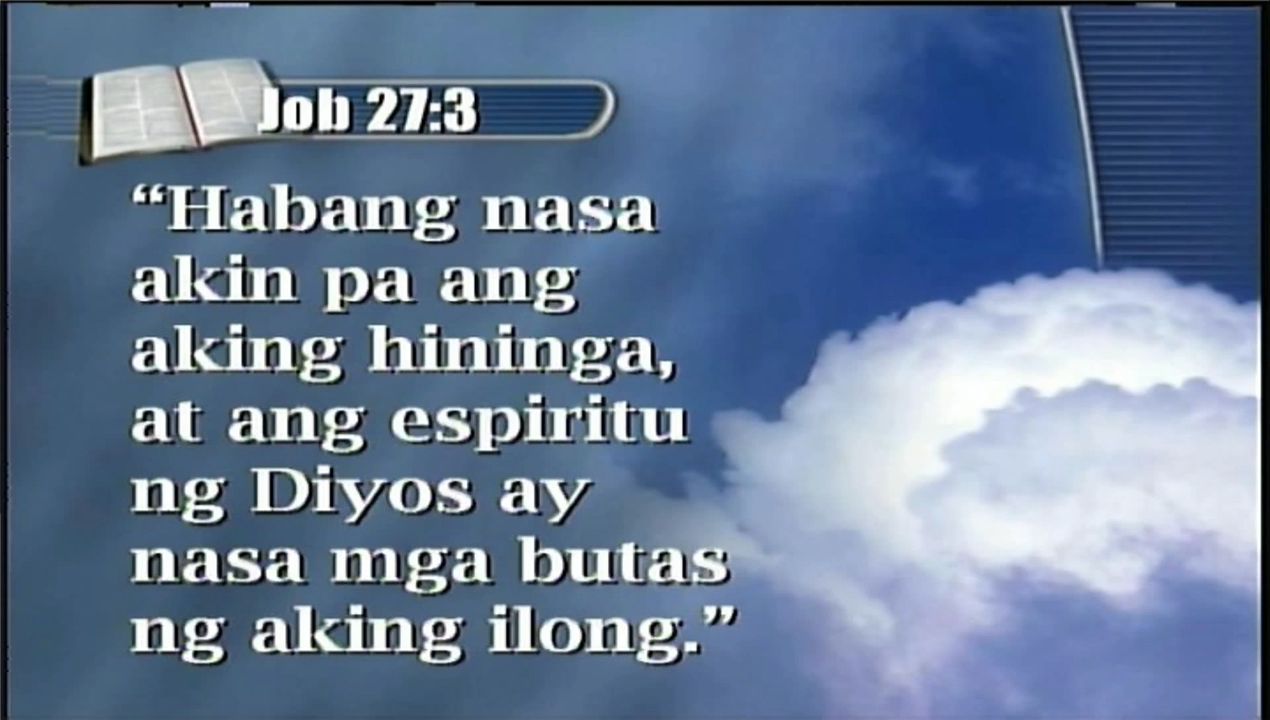 Job 27:3
“Habang nasa
akin pa ang
aking hininga,
at ang espiritu
ng Diyos ay
nasa mga butas
ng aking ilong.”